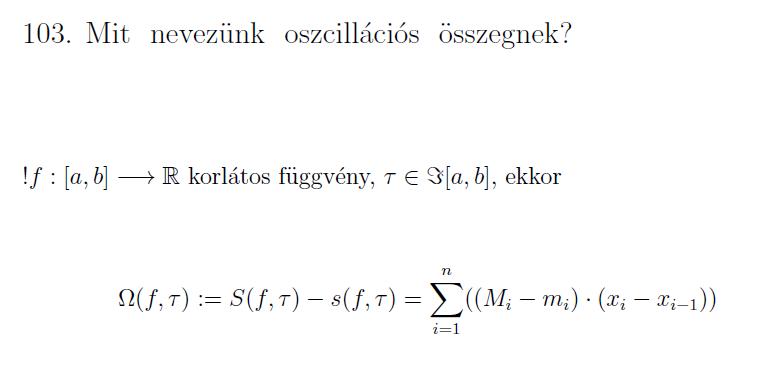 103. Mit nevezünk oszcillációs összegnek?
!f : [a, b] ⟶ ℝ korlátos függvény, τ ∈ ℑ[a, b], ekkor
Ω(f, τ) := S(f, τ) − s(f, τ) = ∑_{i=1}^{n} ((M_i − m_i) · (x_i − x_{i−1}))